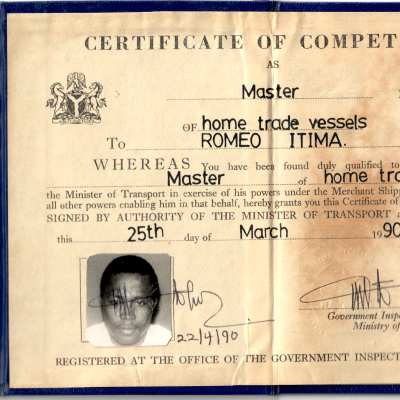 CERTIFICATE OF COMPET
AS
Master
OF home trade vessels
To ROMEO ITIMA.
WHEREAS You have been found duly qualified to
Master of home tra
the Minister of Transport in exercise of his powers under the Merchant Ship
all other powers enabling him in that behalf, hereby grants you this Certificate of
SIGNED BY AUTHORITY OF THE MINISTER OF TRANSPORT
this 25th day of March 1990
22/4/90
Government Inspe
Ministry of
REGISTERED AT THE OFFICE OF THE GOVERNMENT INSPECT